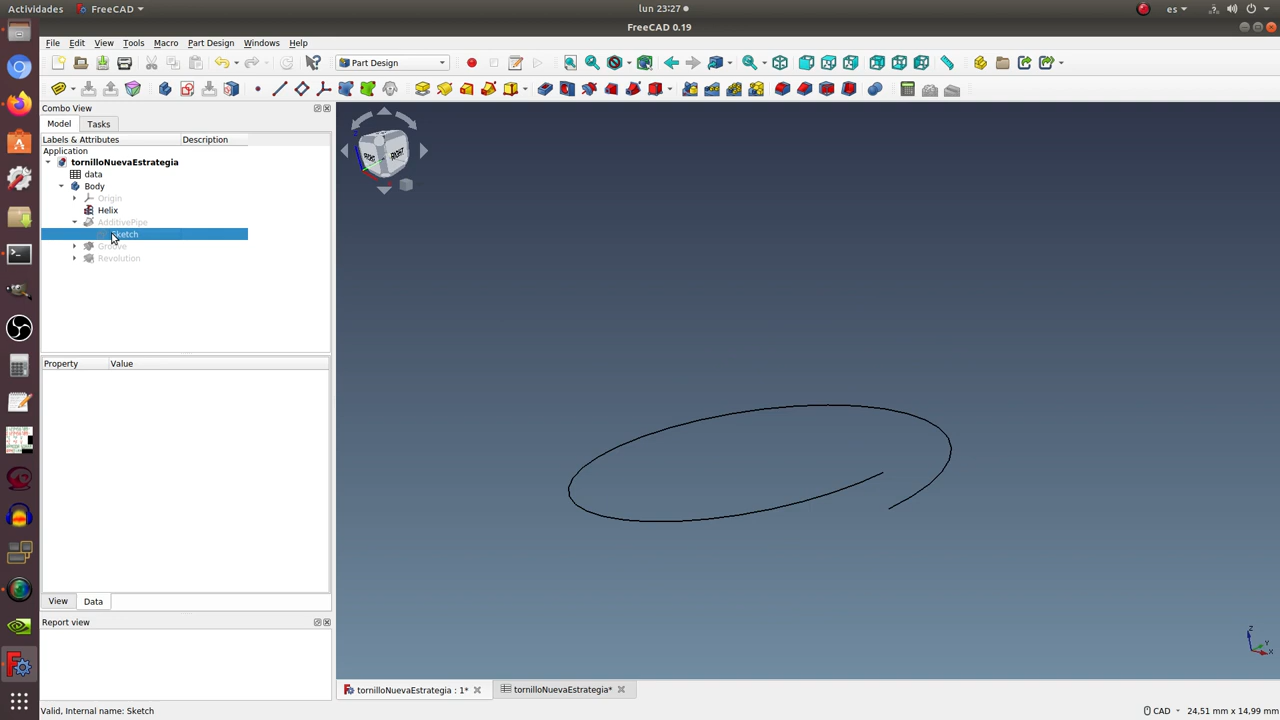 Actividades
FreeCAD
lun 23:27
es
FreeCAD 0.19
File Edit View Tools Macro Part Design Windows Help
Part Design
Combo View
Model Tasks
Labels & Attributes Description
Application
tornilloNuevaEstrategia
data
Body
Origin
Helix
AdditivePipe
Sketch
Groove
Revolution
RIGHT
Property Value
View Data
Report view
Z
Y
X
tornilloNuevaEstrategia : 1*
tornilloNuevaEstrategia*
Valid, Internal name: Sketch
CAD
24,51 mm x 14,99 mm